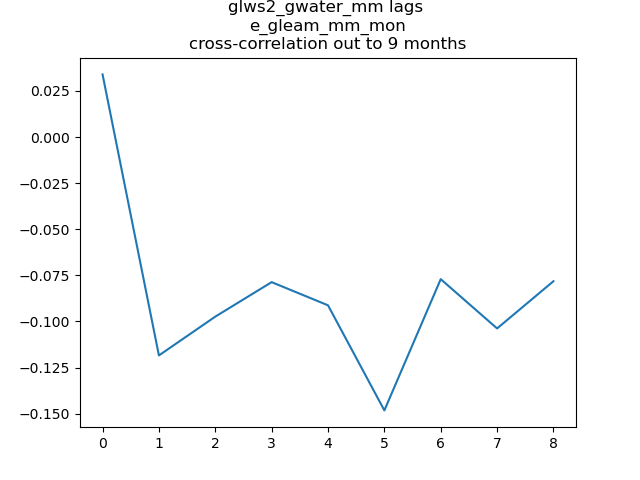 glws2_gwater_mm lags
e_gleam_mm_mon
cross-correlation out to 9 months
0.025
0.000
−0.025
−0.050
−0.075
−0.100
−0.125
−0.150
0 1 2 3 4 5 6 7 8